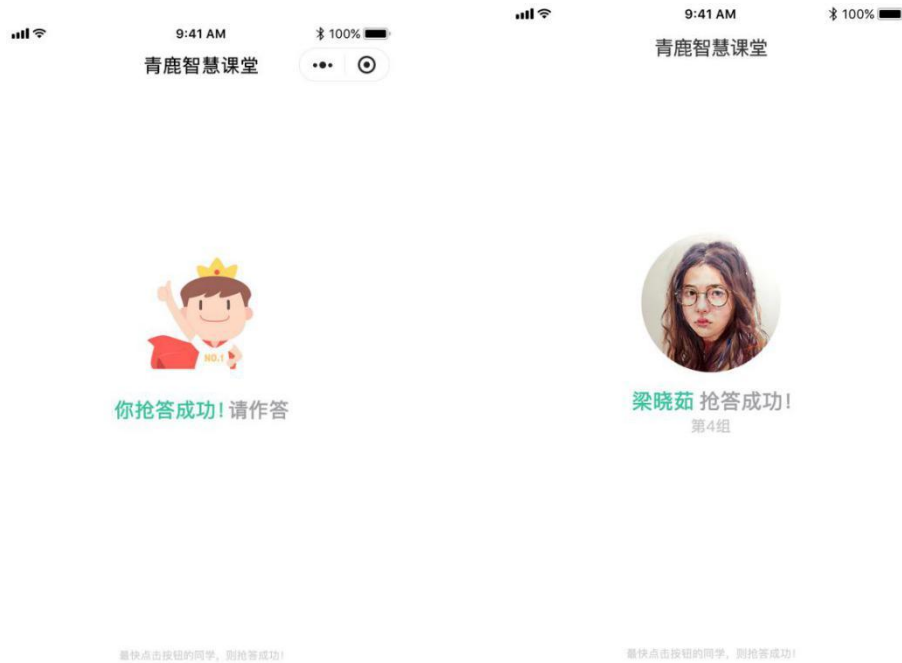 9:41 AM
100%
青鹿智慧课堂
NO.1
你抢答成功! 请作答
最快点击按钮的同学，则抢答成功!
9:41 AM
100%
青鹿智慧课堂
梁晓茹 抢答成功!
第4组
最快点击按钮的同学，则抢答成功!